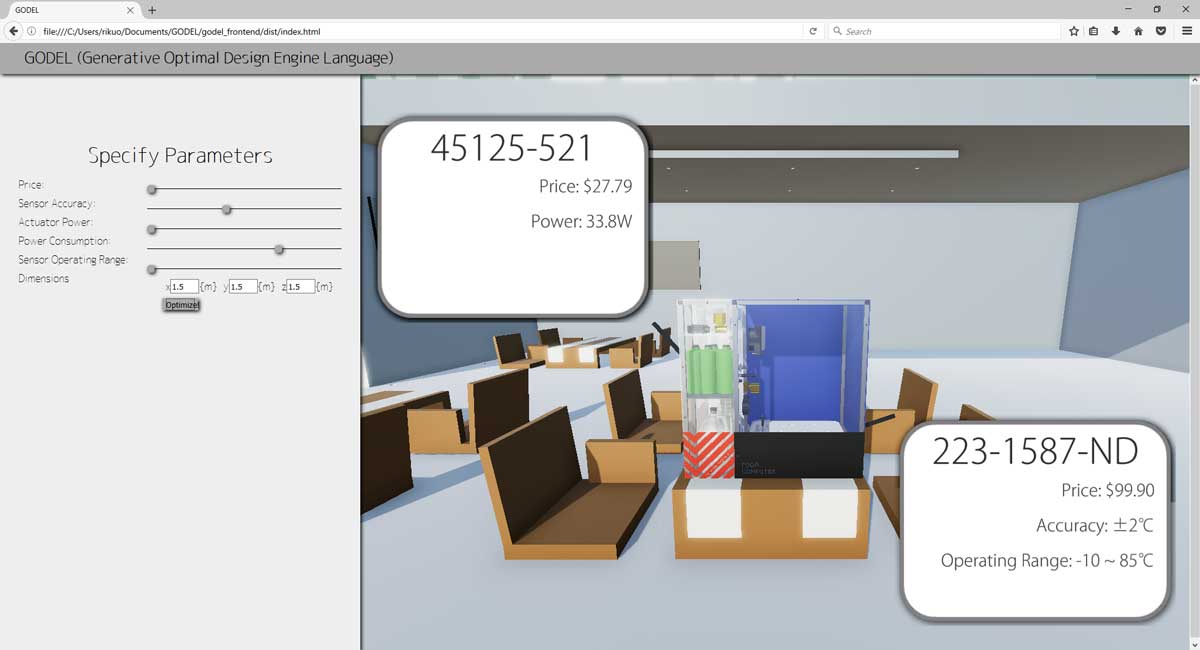 GODEL
file:///C:/Users/rikuo/Documents/GODEL/godel_frontend/dist/index.html
Search
GODEL (Generative Optimal Design Engine Language)
Specify Parameters
Price:
Sensor Accuracy:
Actuator Power:
Power Consumption:
Sensor Operating Range:
Dimensions
x 1.5 {m} y 1.5 {m} z 1.5 {m}
Optimize!
45125-521
Price: $27.79
Power: 33.8W
FOOD
COMPUTER
223-1587-ND
Price: $99.90
Accuracy: ±2℃
Operating Range: -10 ~ 85℃